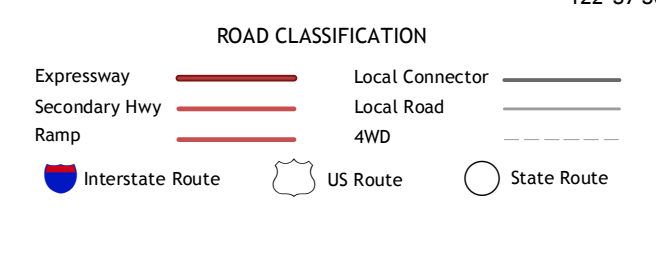 ROAD CLASSIFICATION
Expressway
Secondary Hwy
Ramp
Local Connector
Local Road
4WD
Interstate Route
US Route
State Route